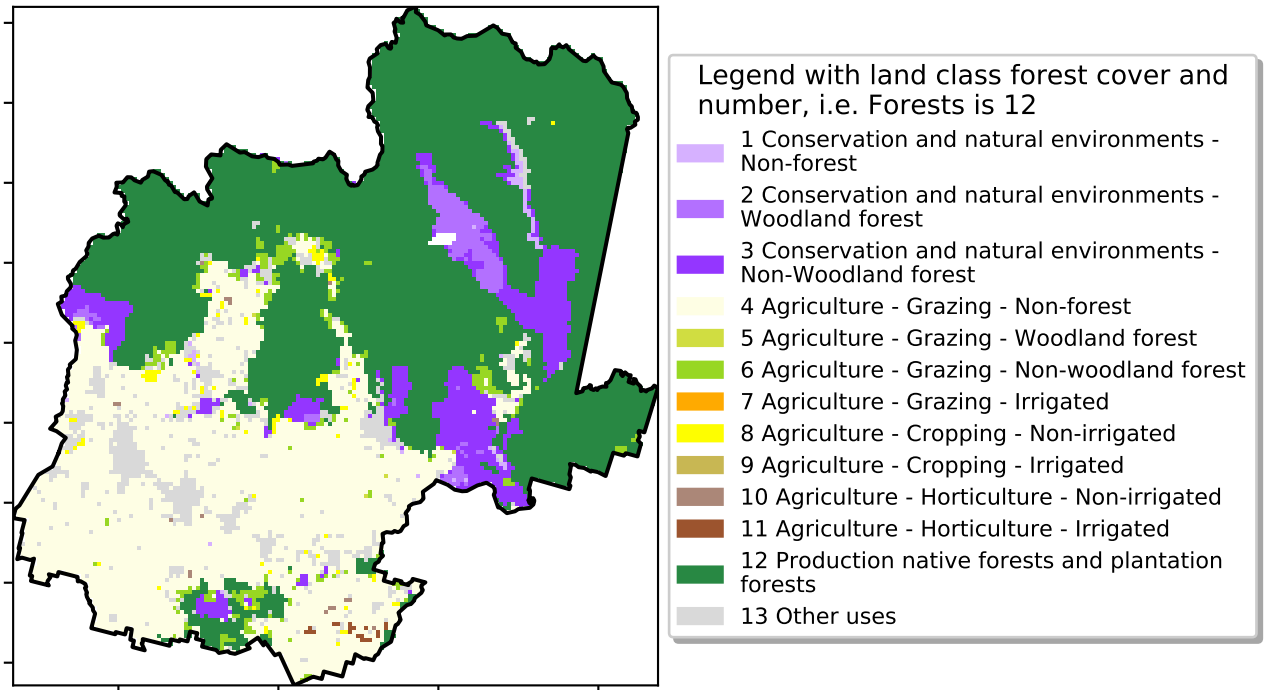 Legend with land class forest cover and
number, i.e. Forests is 12
1 Conservation and natural environments -
Non-forest
2 Conservation and natural environments -
Woodland forest
3 Conservation and natural environments -
Non-Woodland forest
4 Agriculture - Grazing - Non-forest
5 Agriculture - Grazing - Woodland forest
6 Agriculture - Grazing - Non-woodland forest
7 Agriculture - Grazing - Irrigated
8 Agriculture - Cropping - Non-irrigated
9 Agriculture - Cropping - Irrigated
10 Agriculture - Horticulture - Non-irrigated
11 Agriculture - Horticulture - Irrigated
12 Production native forests and plantation
forests
13 Other uses